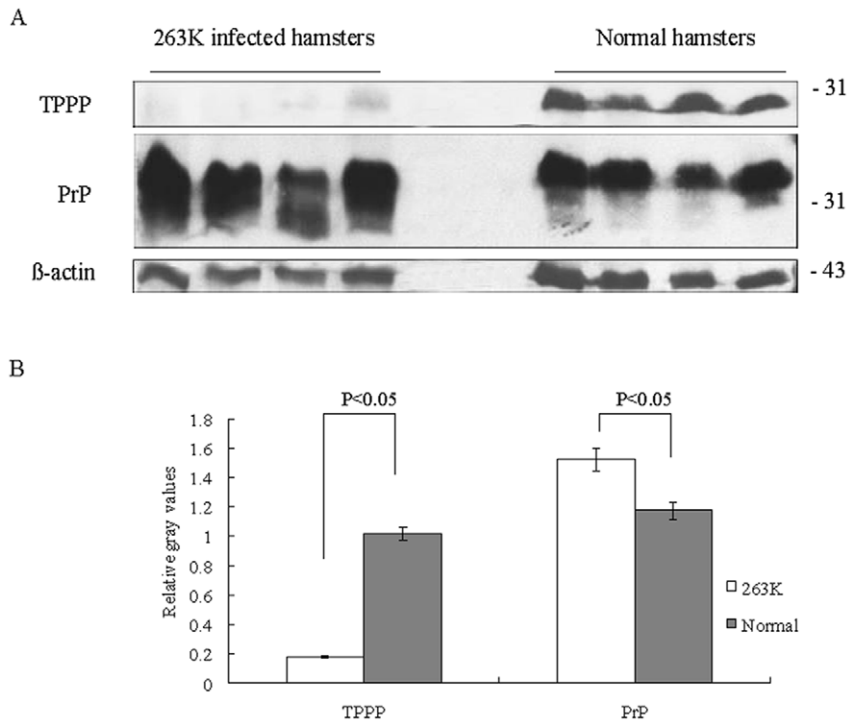 A
263K infected hamsters Normal hamsters
TPPP - 31
PrP - 31
ß-actin - 43
B
P<0.05 P<0.05
Relative gray values
1.8
1.6
1.4
1.2
1
0.8
0.6
0.4
0.2
0
TPPP PrP
263K
Normal